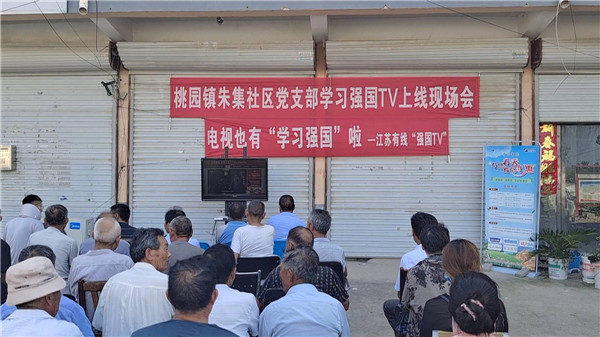 桃园镇朱集社区党支部学习强国TV上线现场会
电视也有“学习强国”啦 —江苏有线“强国TV”